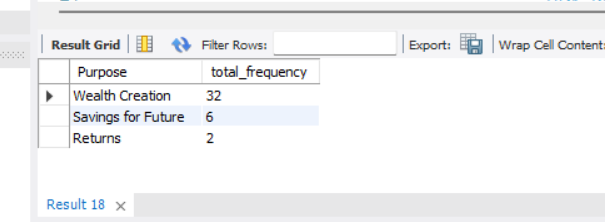 Result Grid Filter Rows: Export: Wrap Cell Content:
Purpose total_frequency
Wealth Creation 32
Savings for Future 6
Returns 2
Result 18 ×